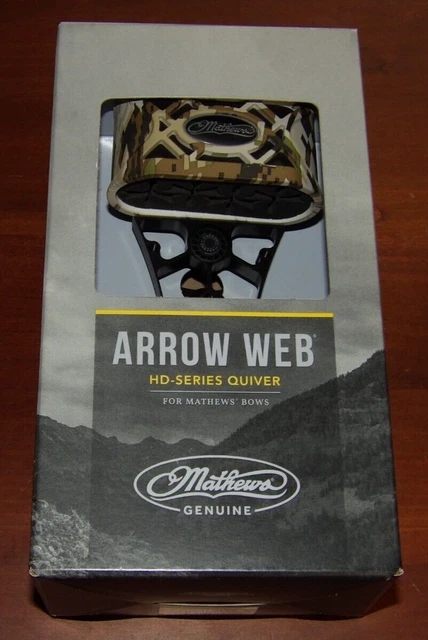 Mathews
ARROW WEB®
HD-SERIES QUIVER
FOR MATHEWS® BOWS
Mathews
GENUINE